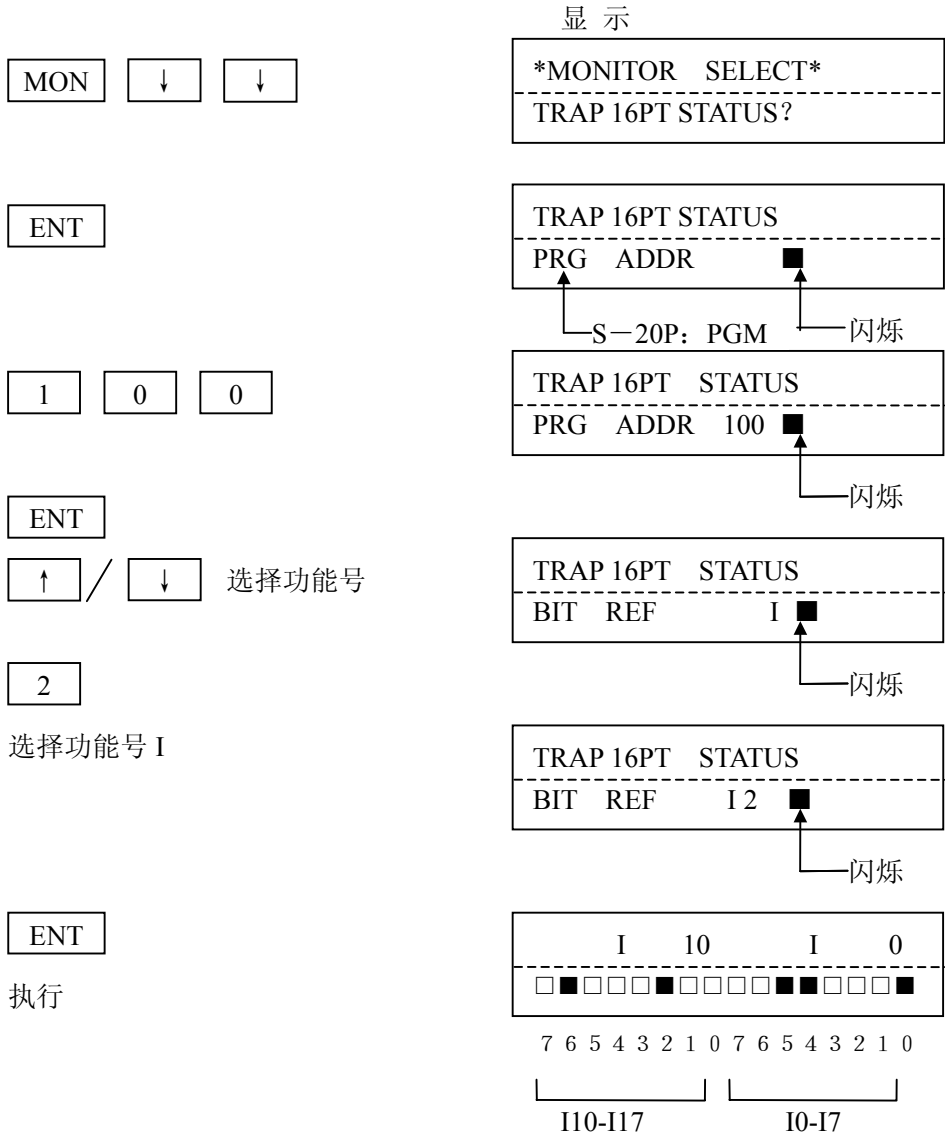 显 示
MON ↓ ↓
*MONITOR SELECT*
TRAP 16PT STATUS?
ENT
TRAP 16PT STATUS
PRG ADDR ■
S－20P：PGM
闪烁
1 0 0
TRAP 16PT STATUS
PRG ADDR 100 ■
闪烁
ENT
↑ / ↓ 选择功能号
TRAP 16PT STATUS
BIT REF I ■
闪烁
2
选择功能号 I
TRAP 16PT STATUS
BIT REF I 2 ■
闪烁
ENT
执行
I 10 I 0
□■□□□■□□□□■■□□□■
7 6 5 4 3 2 1 0 7 6 5 4 3 2 1 0
I10-I17 I0-I7